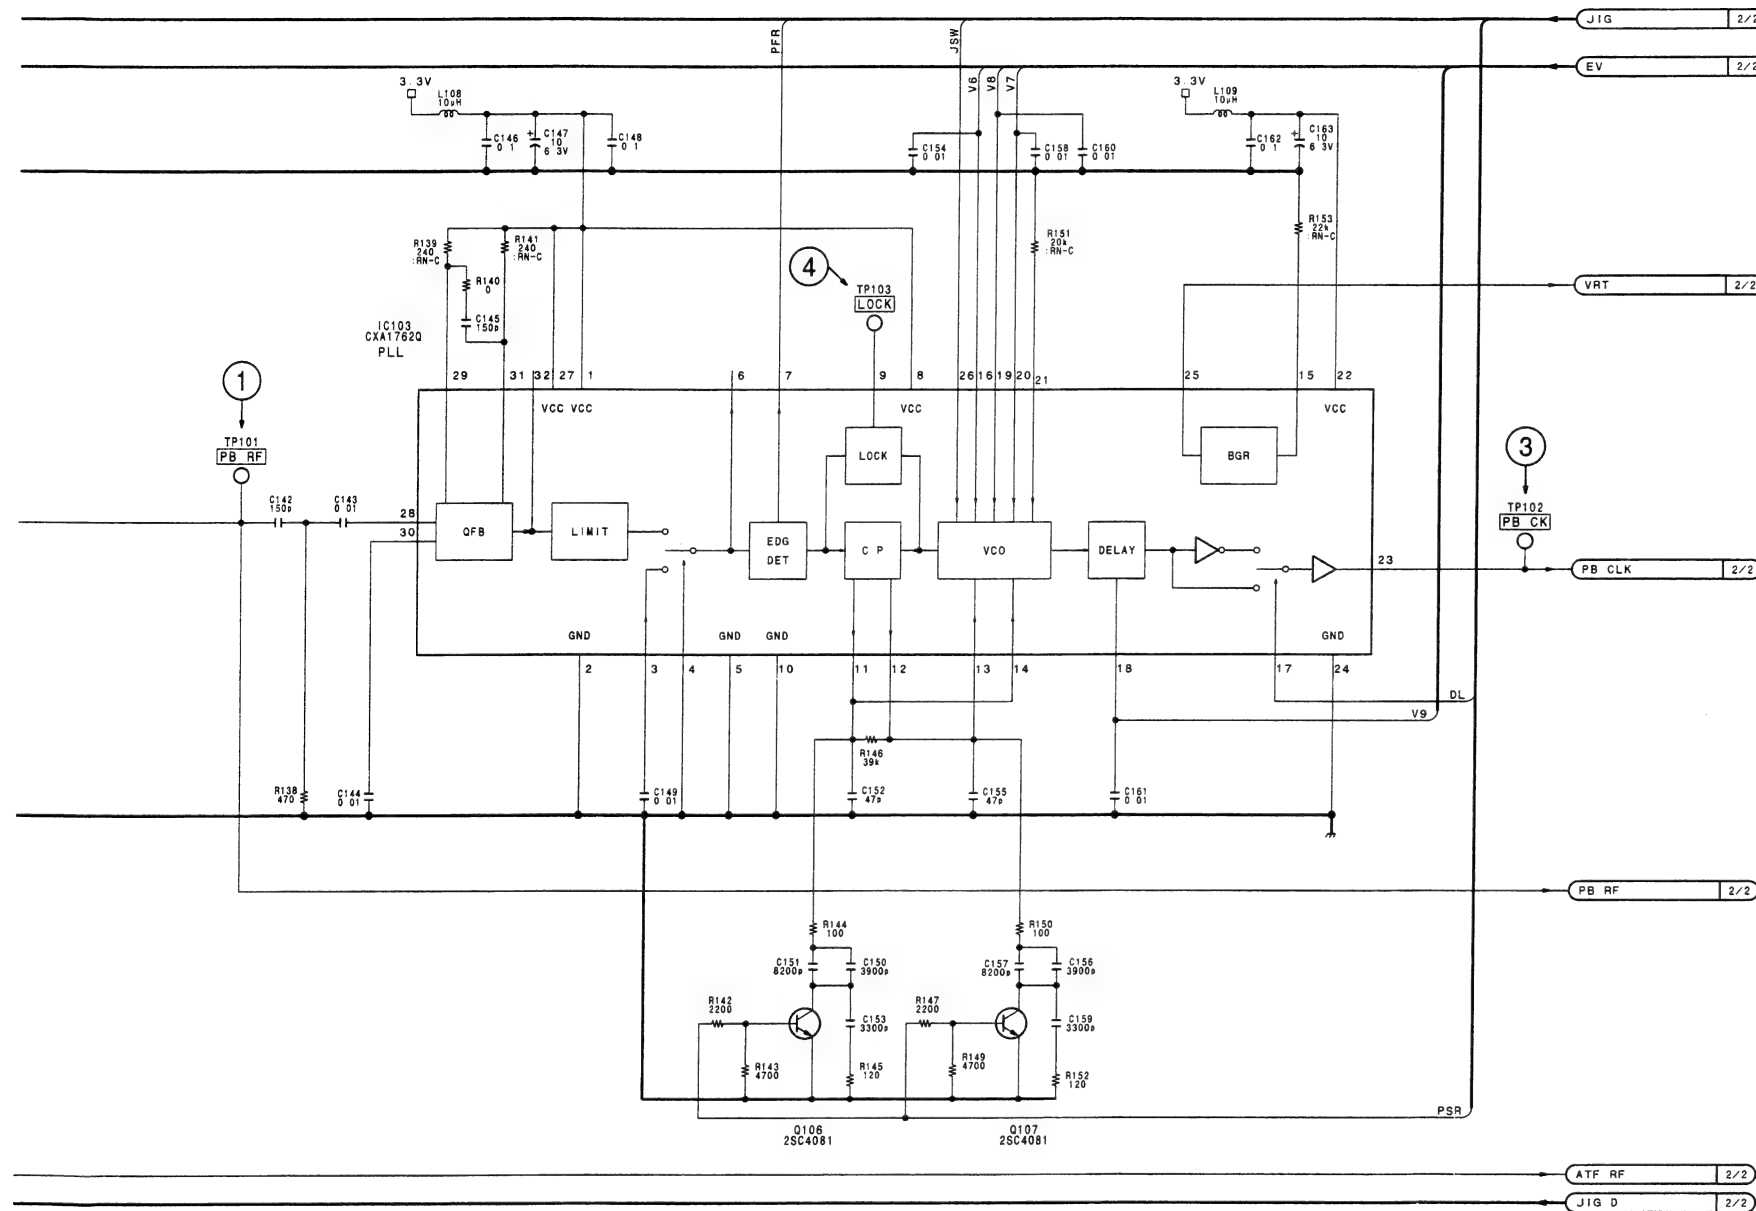 JIG 2/2
EV 2/2
PFR
JSW
V6
V8
V7
3.3V
L108
10μH
C146
0 1
C147
10
6 3V
C148
0 1
C154
0 01
C158
0 01
C160
0 01
3.3V
L109
10μH
C162
0 1
C163
10
6 3V
R139
240
:RN-C
R141
240
:RN-C
R140
0
C145
150p
IC103
CXA1762Q
PLL
4
TP103
LOCK
R151
20k
:RN-C
R153
22k
:RN-C
VRT 2/2
29 31 32 27 1 6 7 9 8 26 16 19 20 21 25 15 22
VCC VCC
VCC
VCC
1
TP101
PB RF
C142
150p
C143
0 01
28
30
QFB
LIMIT
EDG
DET
LOCK
C P
VCO
DELAY
BGR
3
TP102
PB CK
23
PB CLK 2/2
GND
GND
GND
GND
2 3 4 5 10 11 12 13 14 18 17 24
DL
V9
R146
39k
R138
470
C144
0 01
C149
0 01
C152
47p
C155
47p
C161
0 01
PB RF 2/2
R144
100
C151
8200p
C150
3900p
R142
2200
C153
3300p
R143
4700
R145
120
R150
100
C157
8200p
C156
3900p
R147
2200
C159
3300p
R149
4700
R152
120
PSR
Q106
2SC4081
Q107
2SC4081
ATF RF 2/2
JIG D 2/2